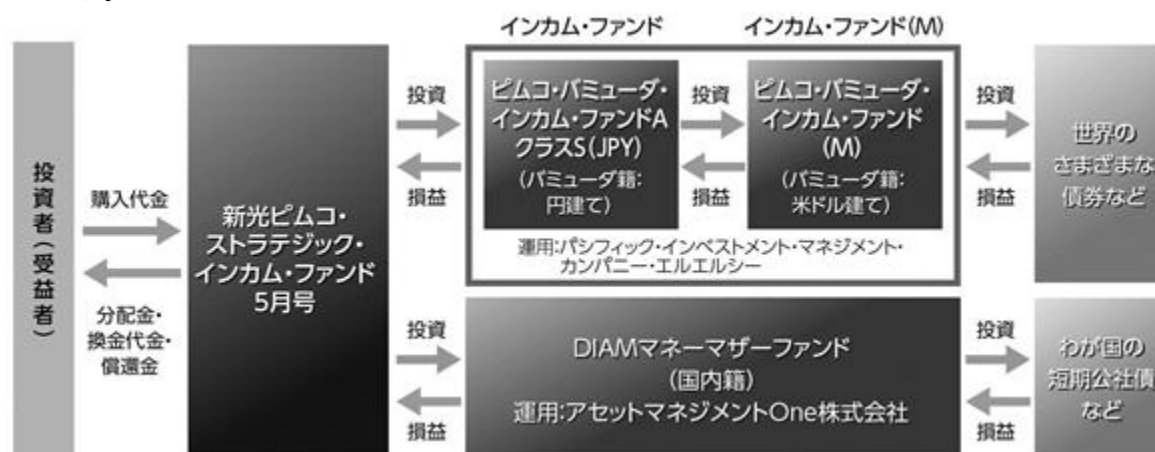 インカム・ファンド
インカム・ファンド(M)
投資者(受益者)
購入代金
分配金・
換金代金・
償還金
新光ピムコ・
ストラテジック・
インカム・ファンド
5月号
投資
損益
ピムコ・バミューダ・
インカム・ファンドA
クラスS(JPY)
(バミューダ籍:
円建て)
投資
損益
ピムコ・バミューダ・
インカム・ファンド
(M)
(バミューダ籍:
米ドル建て)
運用:パシフィック・インベストメント・マネジメント・
カンパニー・エルエルシー
投資
損益
世界の
さまざまな
債券など
投資
損益
DIAMマネーマザーファンド
(国内籍)
運用:アセットマネジメントOne株式会社
投資
損益
わが国の
短期公社債
など